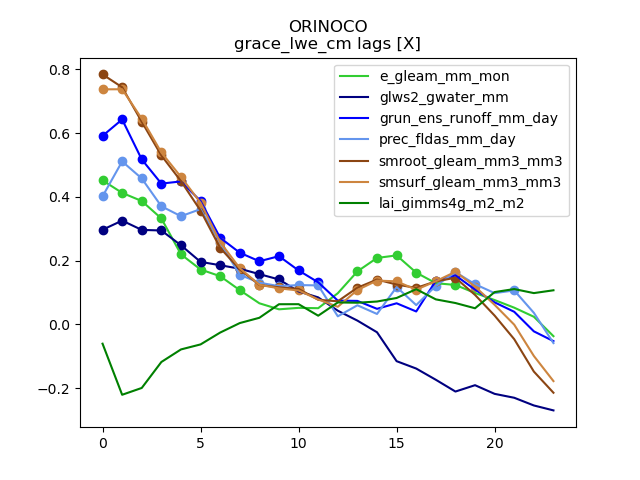 ORINOCO
grace_lwe_cm lags [X]
e_gleam_mm_mon
glws2_gwater_mm
grun_ens_runoff_mm_day
prec_fldas_mm_day
smroot_gleam_mm3_mm3
smsurf_gleam_mm3_mm3
lai_gimms4g_m2_m2
0.8
0.6
0.4
0.2
0.0
−0.2
0
5
10
15
20